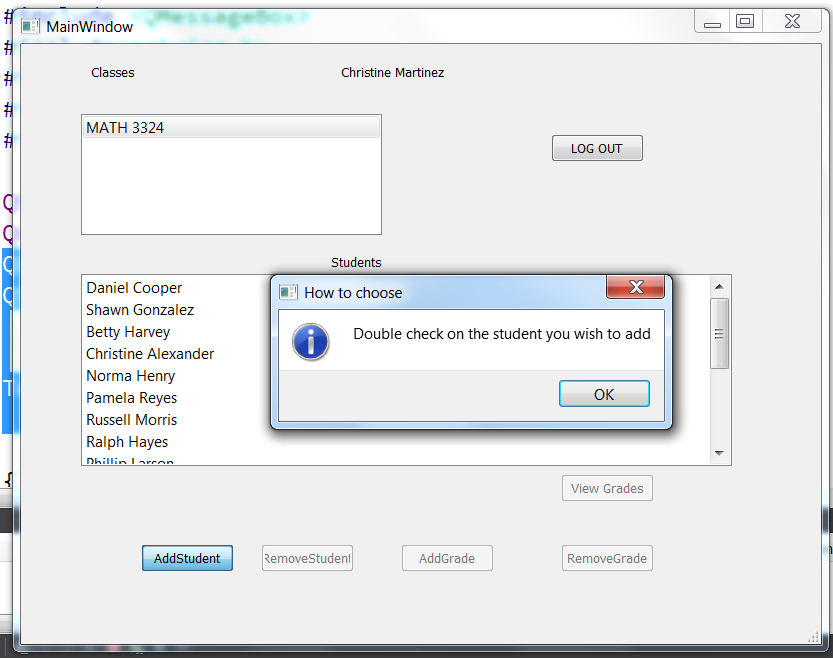 #include <QMessageBox>
MainWindow
Classes
Christine Martinez
MATH 3324
LOG OUT
Students
Daniel Cooper
Shawn Gonzalez
Betty Harvey
Christine Alexander
Norma Henry
Pamela Reyes
Russell Morris
Ralph Hayes
Phillip Larson
How to choose
Double check on the student you wish to add
OK
View Grades
AddStudent
RemoveStudent
AddGrade
RemoveGrade